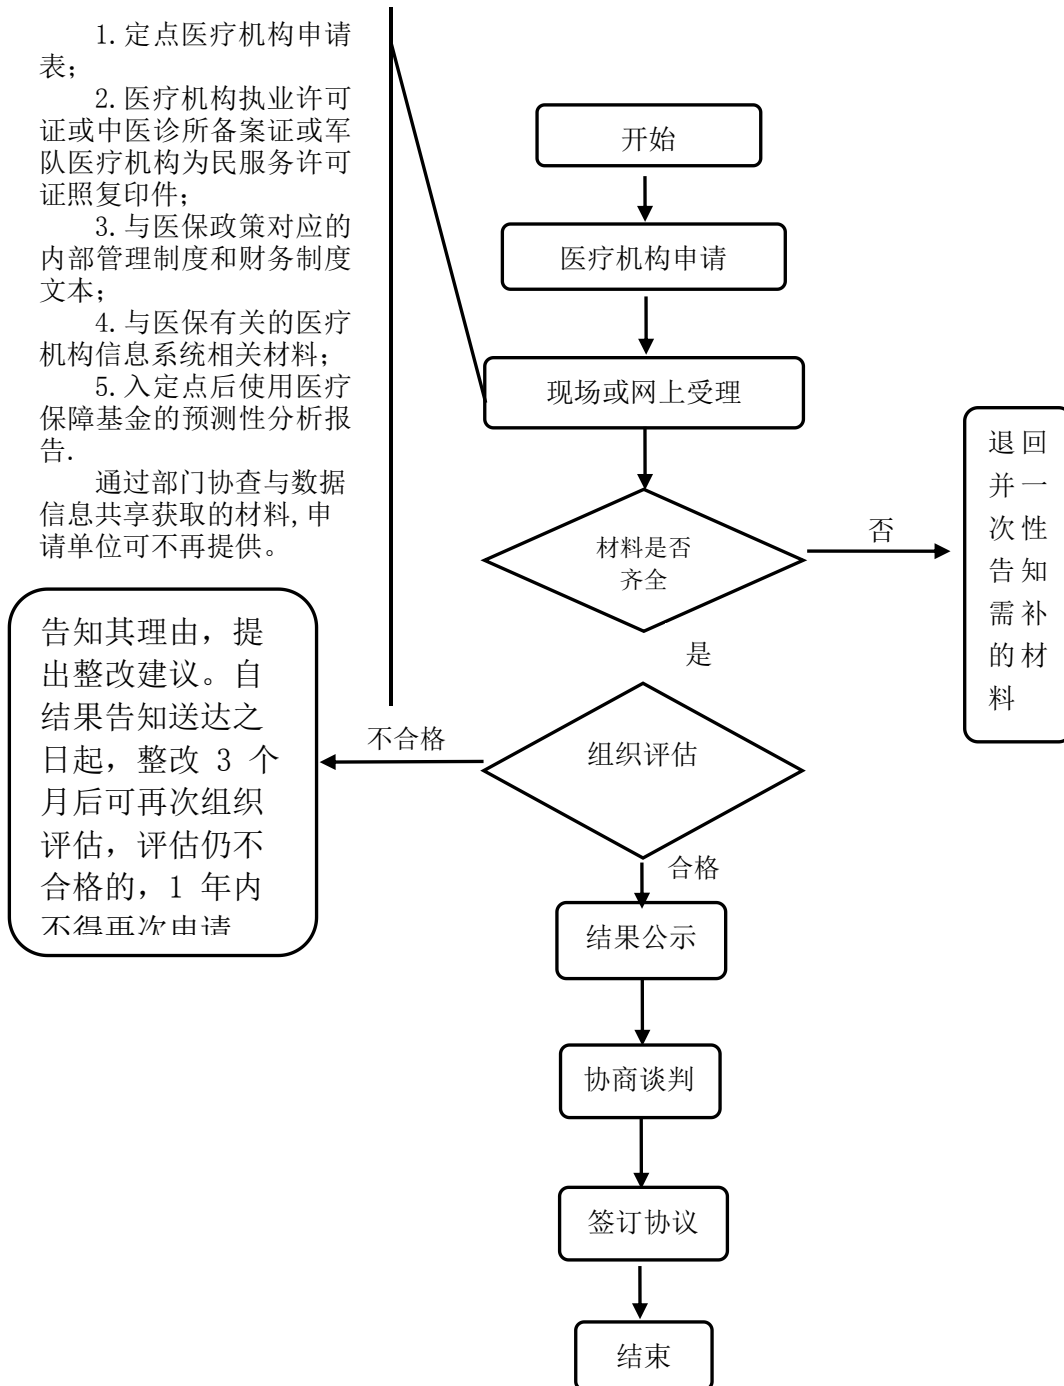 1.定点医疗机构申请
表；
2.医疗机构执业许可
证或中医诊所备案证或军
队医疗机构为民服务许可
证照复印件；
3.与医保政策对应的
内部管理制度和财务制度
文本；
4.与医保有关的医疗
机构信息系统相关材料；
5.入定点后使用医疗
保障基金的预测性分析报
告.
通过部门协查与数据
信息共享获取的材料,申
请单位可不再提供。
开始
医疗机构申请
现场或网上受理
材料是否
齐全
否
退回
并一
次性
告知
需补
的材
料
是
组织评估
不合格
告知其理由，提
出整改建议。自
结果告知送达之
日起，整改 3 个
月后可再次组织
评估，评估仍不
合格的，1 年内
不得再次申请
合格
结果公示
协商谈判
签订协议
结束